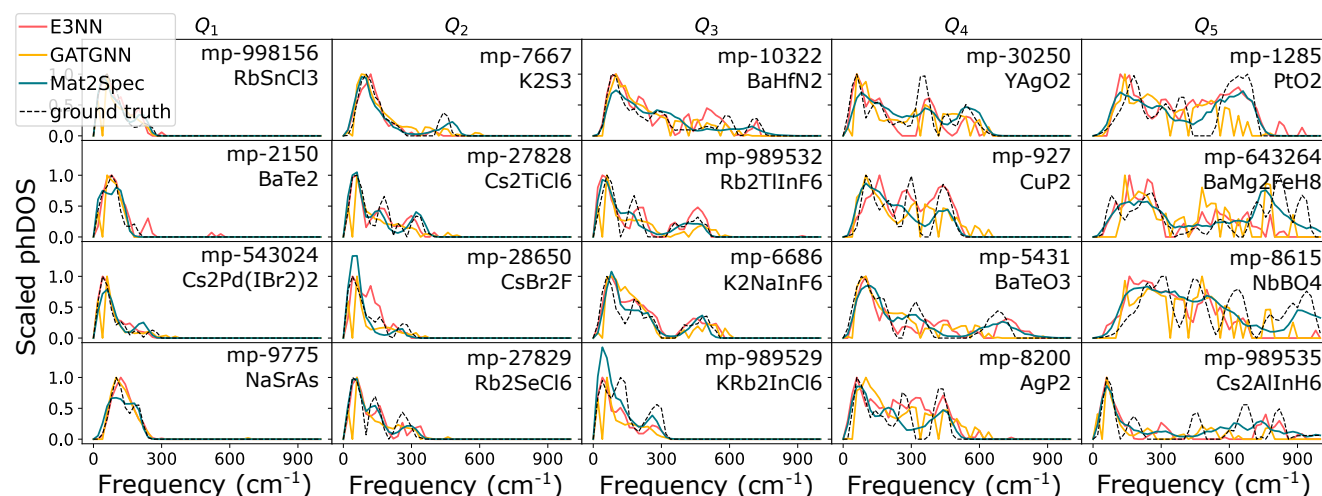 E3NN
GATGNN
Mat2Spec
ground truth
Q1 Q2 Q3 Q4 Q5
mp-998156
RbSnCl3
mp-7667
K2S3
mp-10322
BaHfN2
mp-30250
YAgO2
mp-1285
PtO2
mp-2150
BaTe2
mp-27828
Cs2TiCl6
mp-989532
Rb2TlInF6
mp-927
CuP2
mp-643264
BaMg2FeH8
mp-543024
Cs2Pd(IBr2)2
mp-28650
CsBr2F
mp-6686
K2NaInF6
mp-5431
BaTeO3
mp-8615
NbBO4
mp-9775
NaSrAs
mp-27829
Rb2SeCl6
mp-989529
KRb2InCl6
mp-8200
AgP2
mp-989535
Cs2AlInH6
Scaled phDOS
1.0
0.5
0.0
1.0
0.5
0.0
1.0
0.5
0.0
1.0
0.5
0.0
0 300 600 900 0 300 600 900 0 300 600 900 0 300 600 900 0 300 600 900
Frequency (cm⁻¹) Frequency (cm⁻¹) Frequency (cm⁻¹) Frequency (cm⁻¹) Frequency (cm⁻¹)